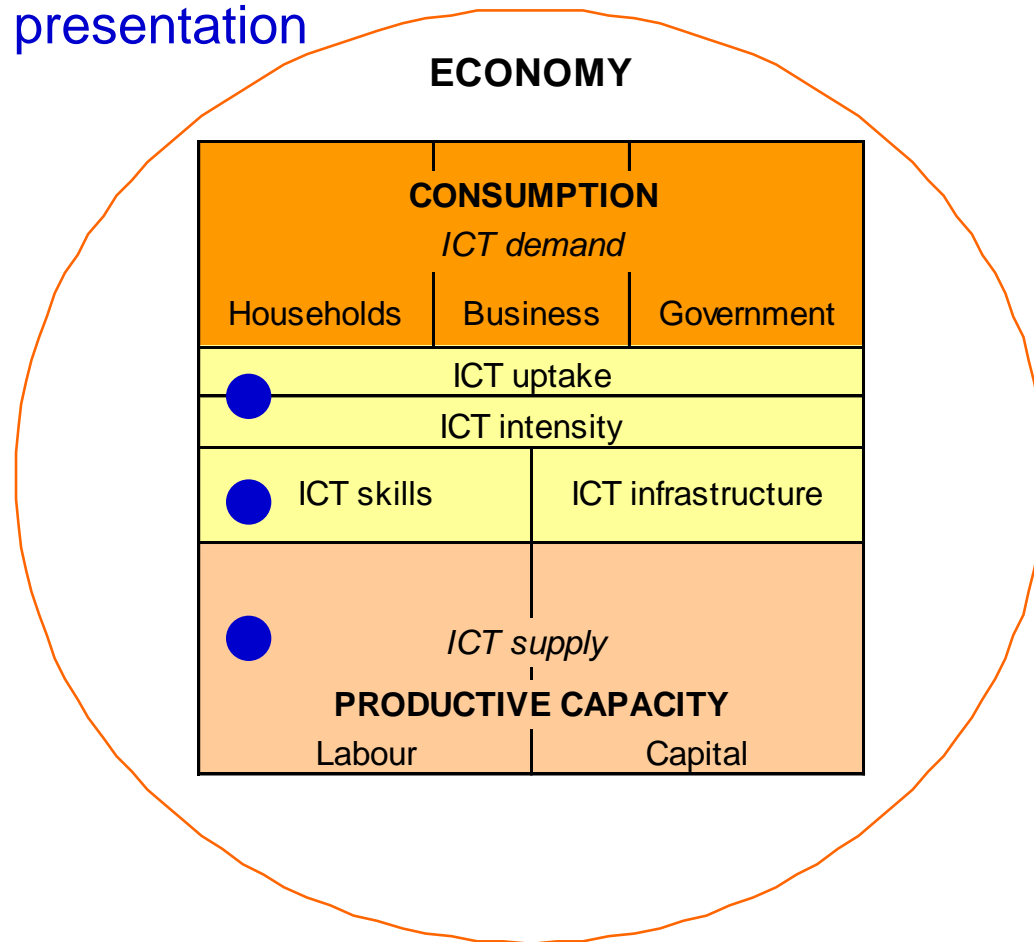 presentation
ECONOMY
CONSUMPTION
ICT demand
Households Business Government
ICT uptake
ICT intensity
ICT skills ICT infrastructure
ICT supply
PRODUCTIVE CAPACITY
Labour Capital